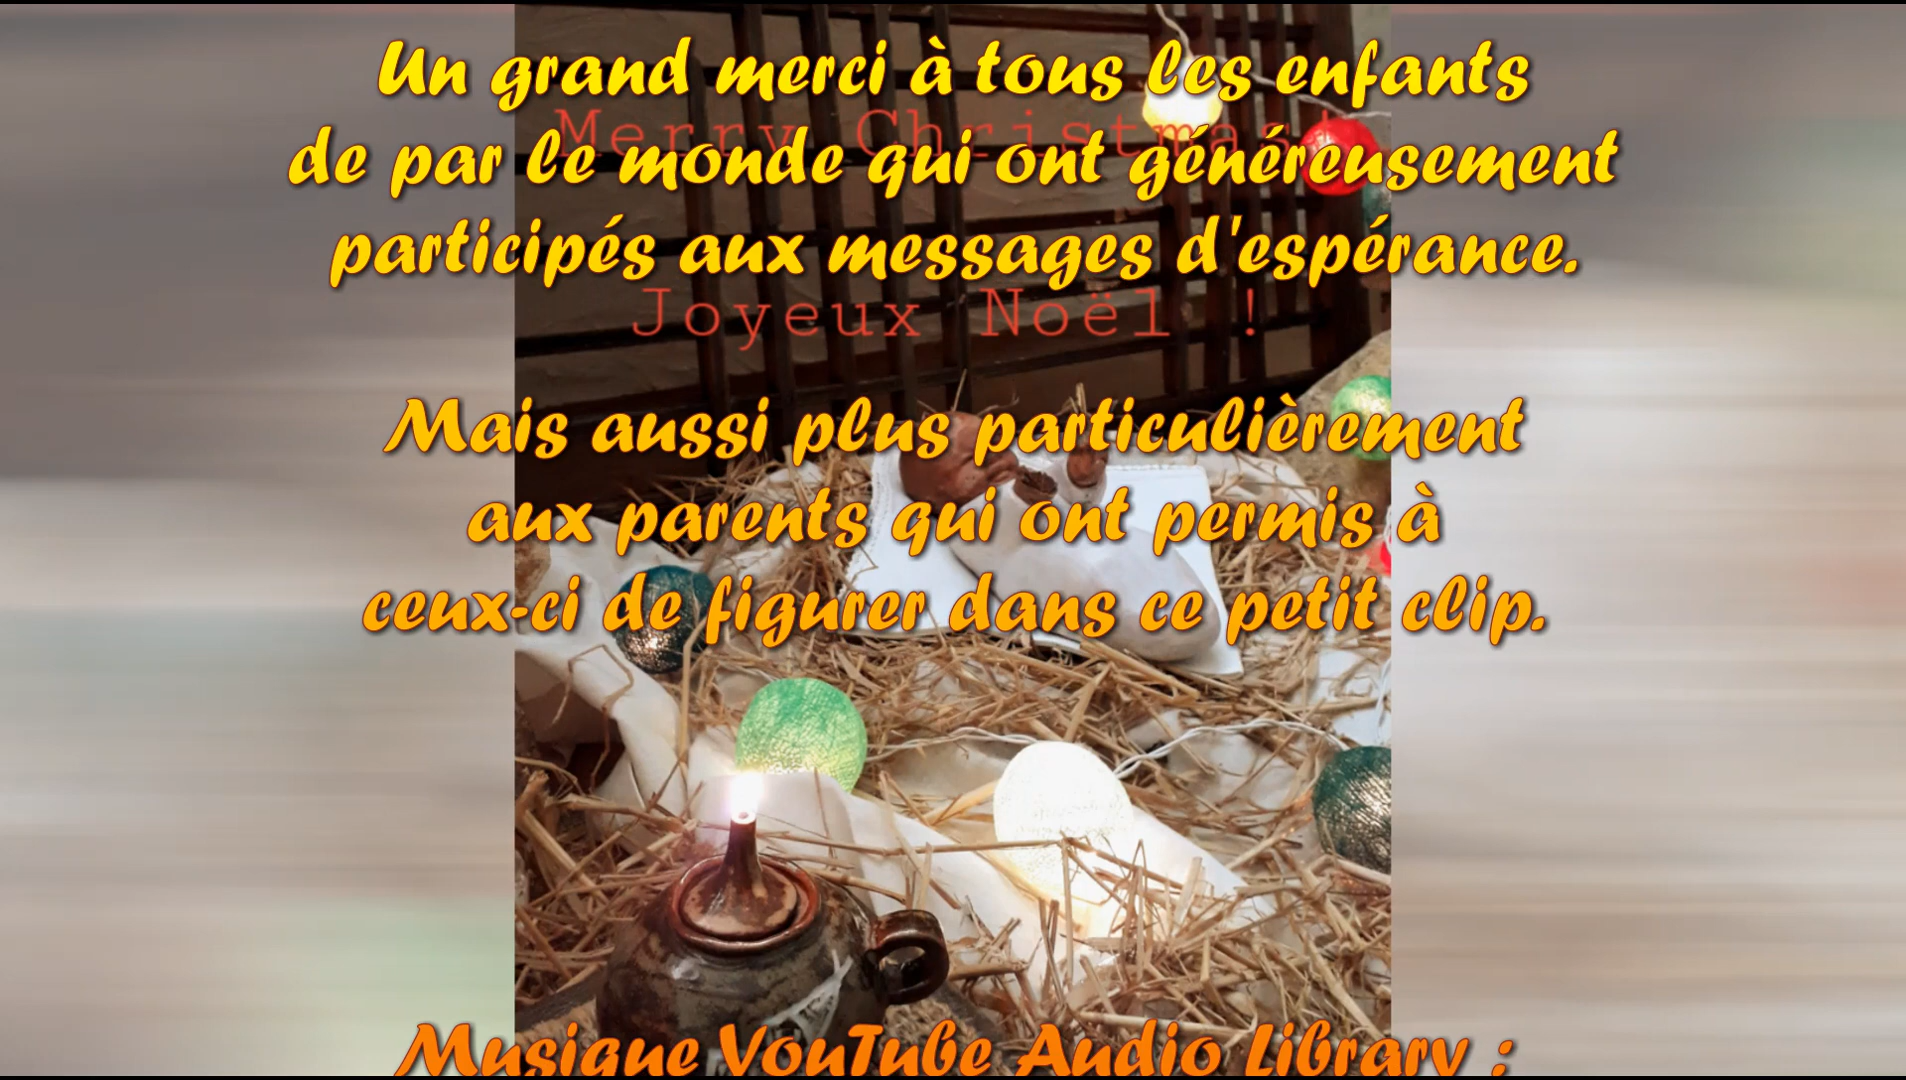 Un grand merci à tous les enfants
Merry Christmas!
de par le monde qui ont généreusement
participés aux messages d'espérance.
Joyeux Noël !
Mais aussi plus particulièrement
aux parents qui ont permis à
ceux-ci de figurer dans ce petit clip.
Musique YouTube Audio Library :